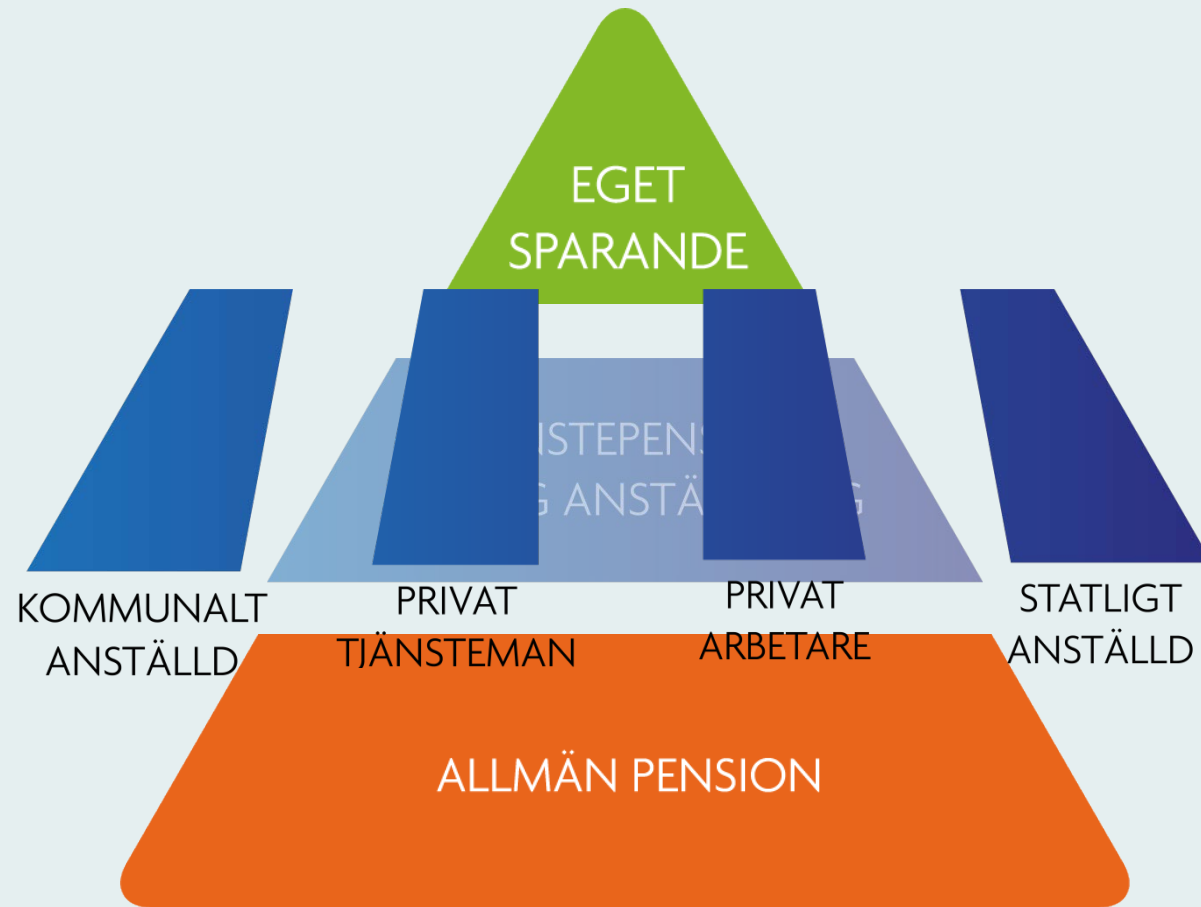 EGET
SPARANDE
KOMMUNALT
ANSTÄLLD
PRIVAT
TJÄNSTEMAN
PRIVAT
ARBETARE
STATLIGT
ANSTÄLLD
ALLMÄN PENSION